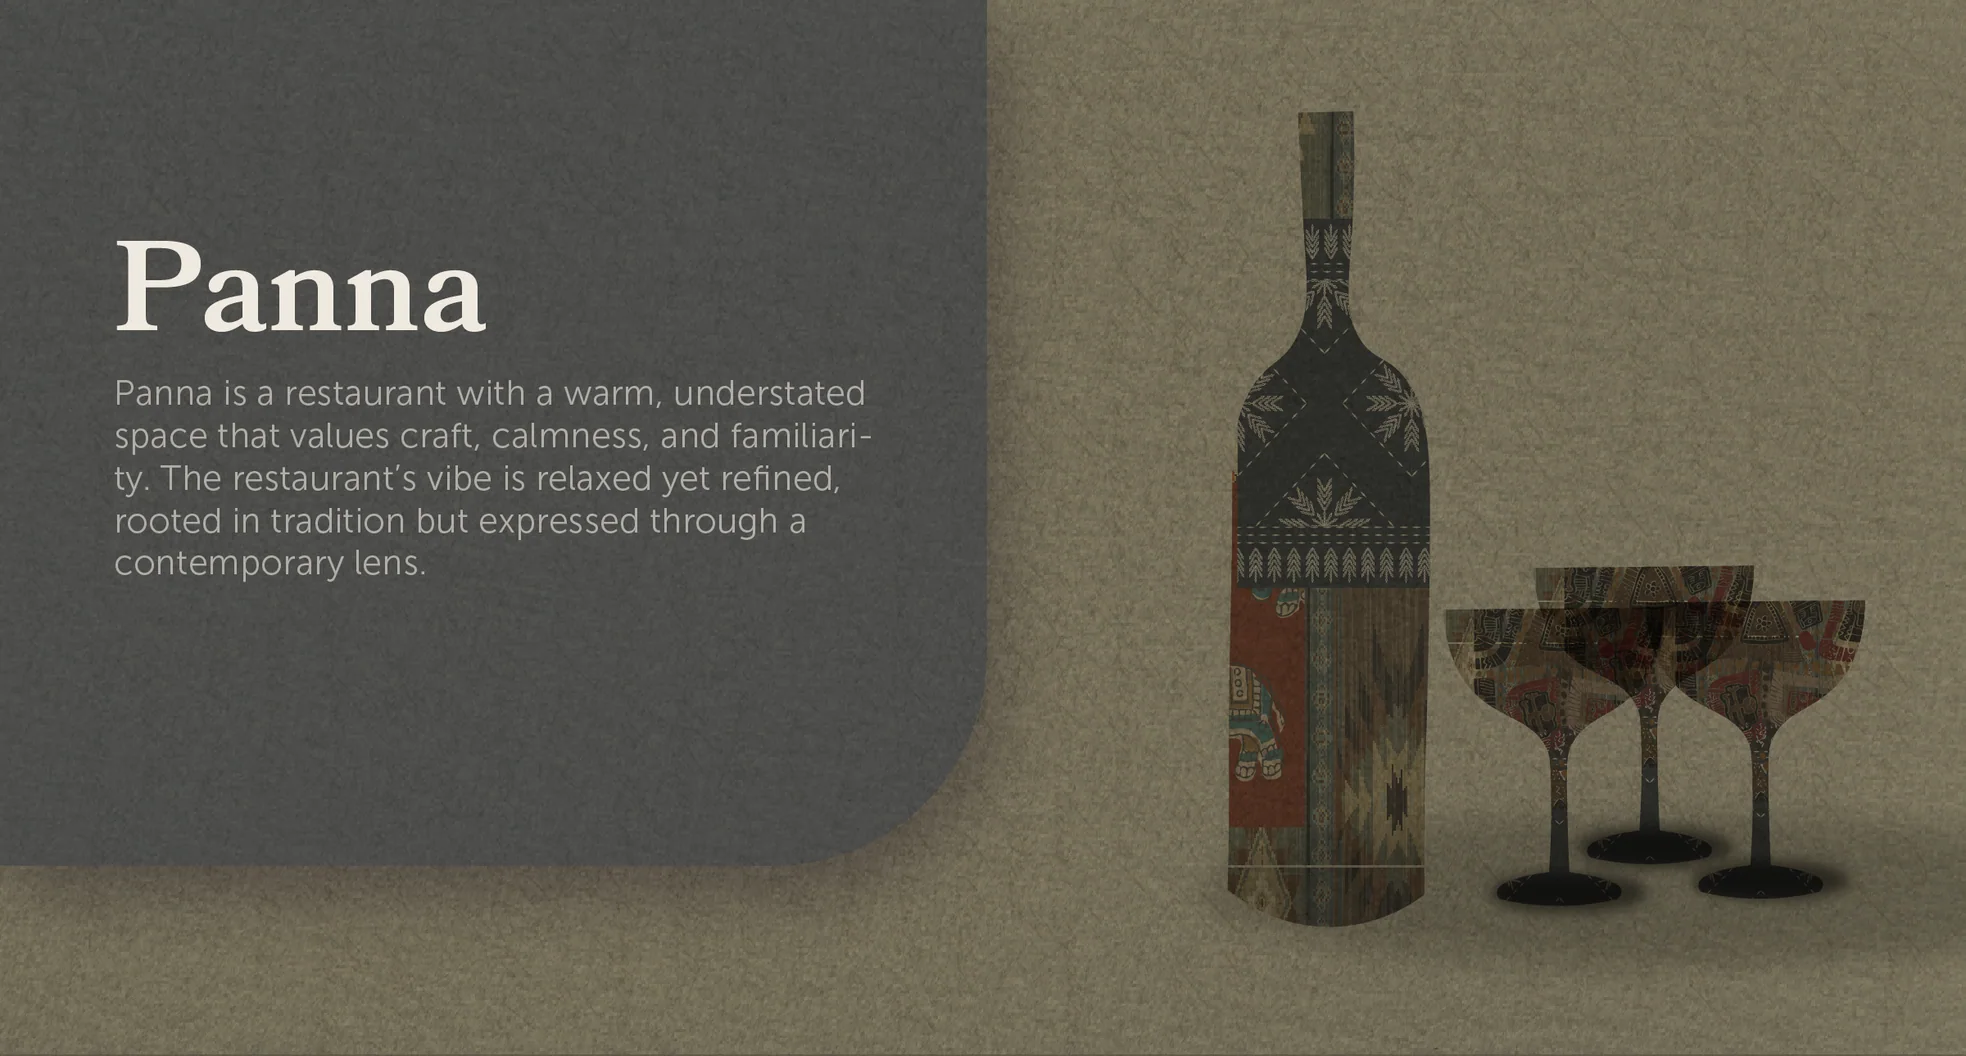 Panna
Panna is a restaurant with a warm, understated
space that values craft, calmness, and familiari-
ty. The restaurant’s vibe is relaxed yet refined,
rooted in tradition but expressed through a
contemporary lens.